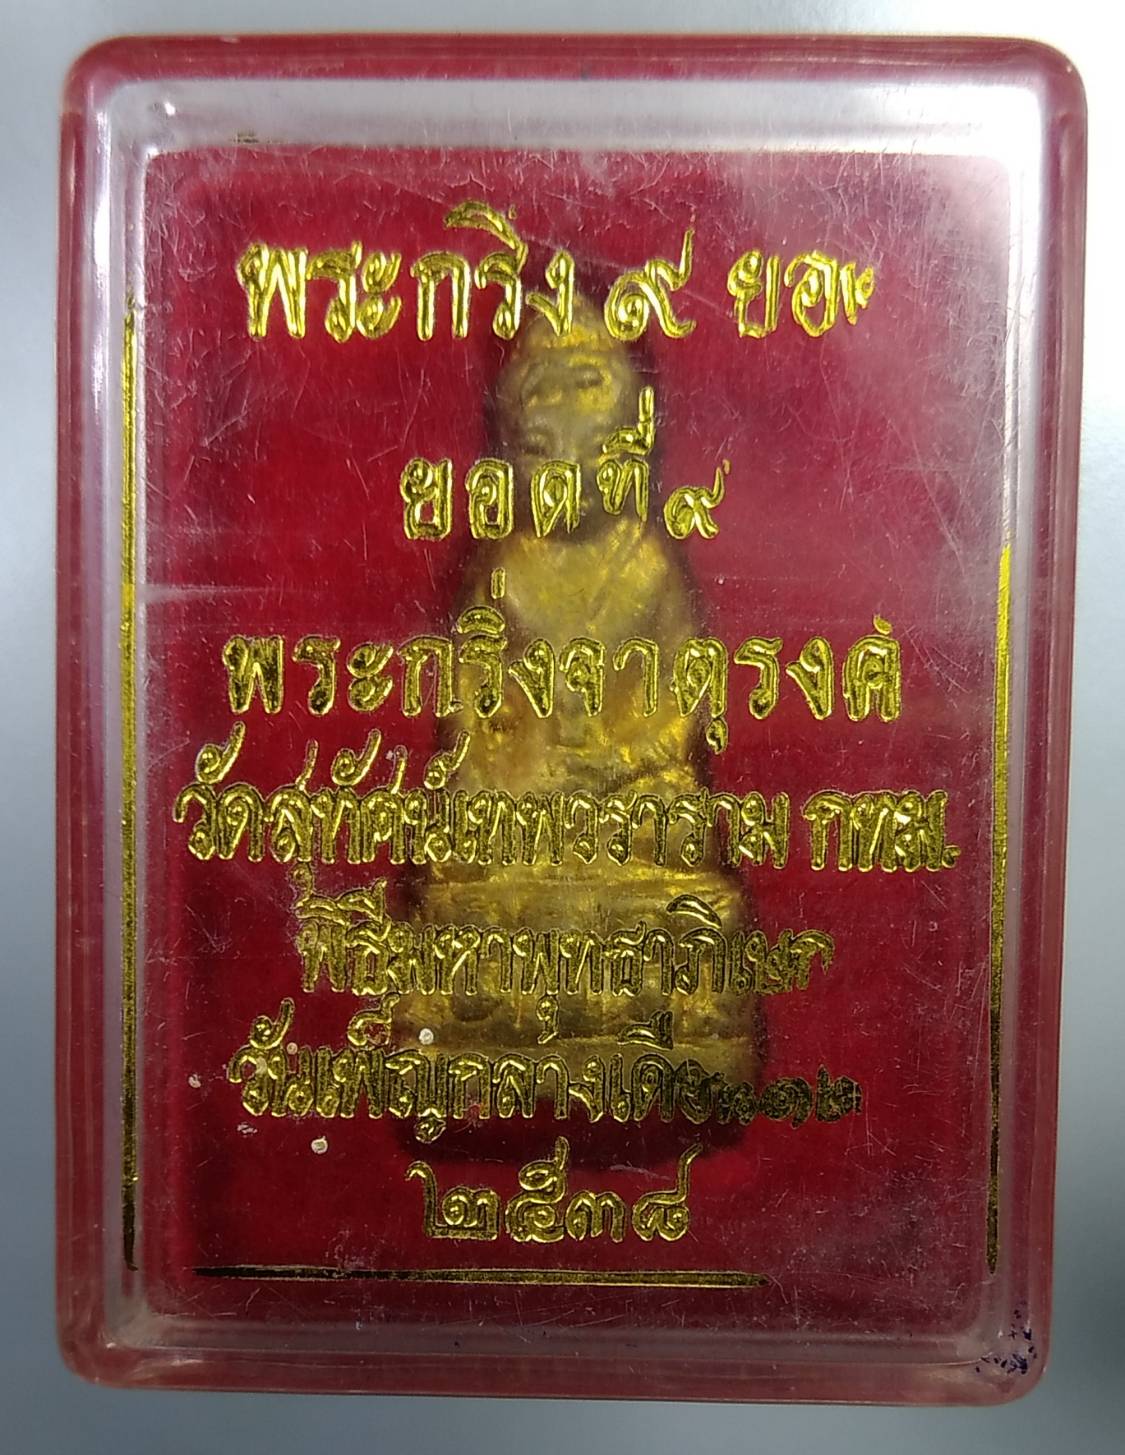 พระกริ่ง ๙ ยอด
ยอดที่ ๙
พระกริ่งจาตุรงค์
วัดสุทัศน์เทพวราราม กทม.
พิธีมหาพุทธาภิเษก
วันเพ็ญกลางเดือน๑๒
๒๕๓๘